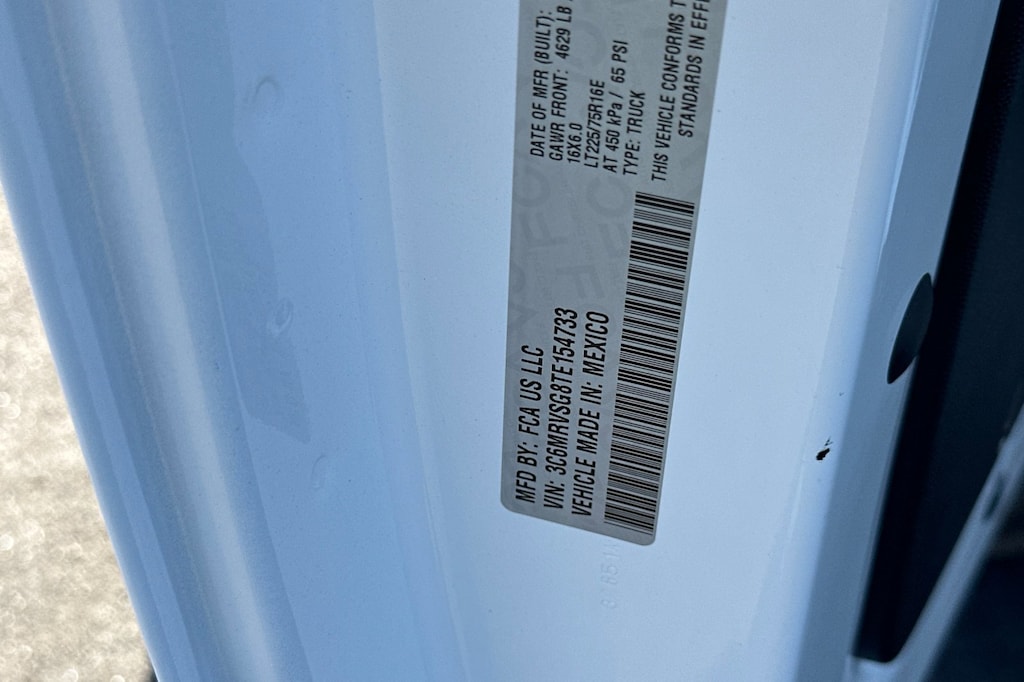 MFD BY: FCA US LLC
VIN: 3C6MRVSG8TE154733
VEHICLE MADE IN: MEXICO
DATE OF MFR (BUILT):
GAWR FRONT: 4629 LB
16X6.0
LT225/75R16E
AT 450 kPa / 65 PSI
TYPE: TRUCK
THIS VEHICLE CONFORMS T
STANDARDS IN EFF